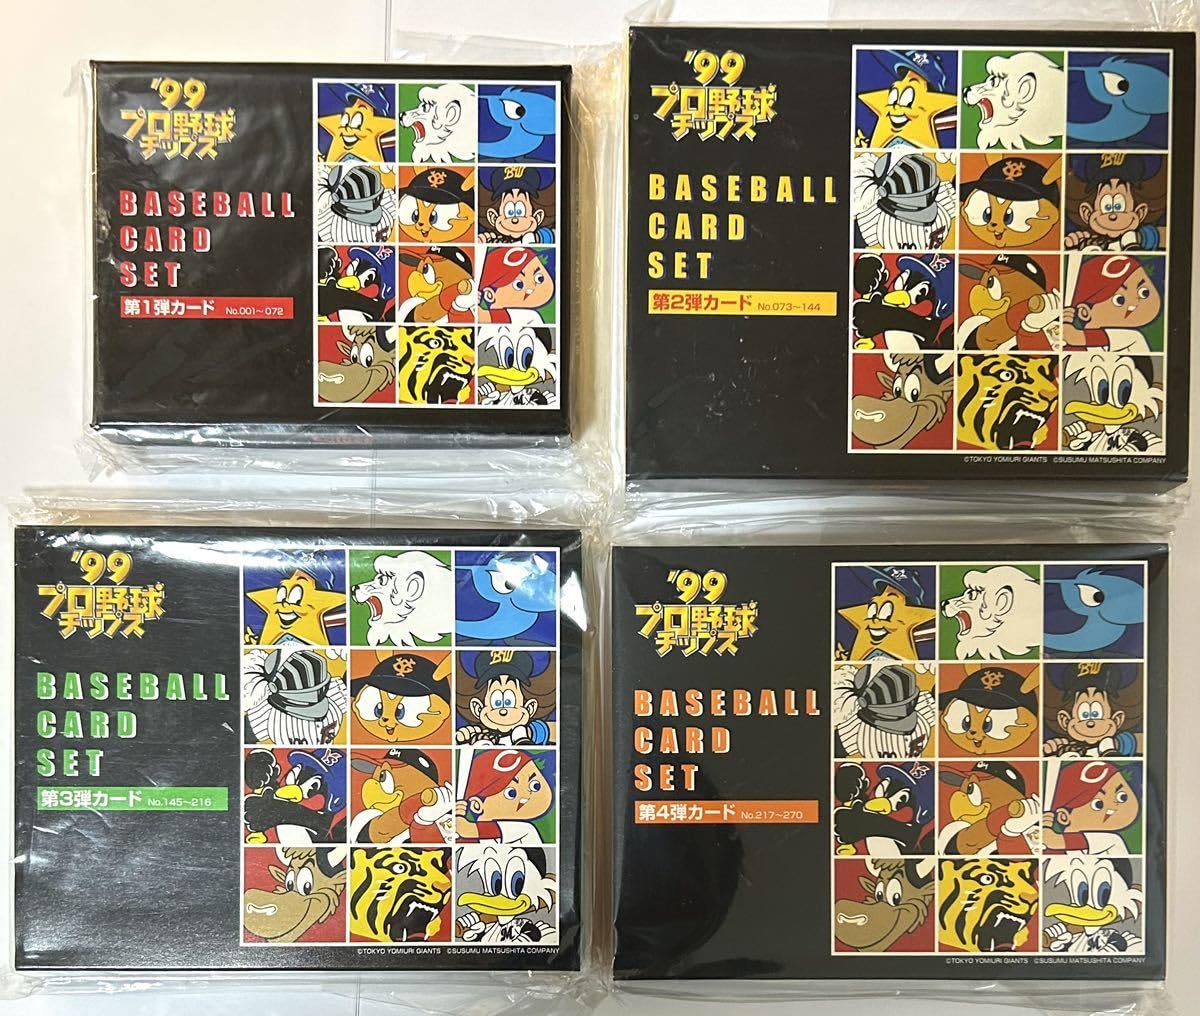 '99
プロ野球
チップス
BASEBALL
CARD
SET
第1弾カード No.001~072
'99
プロ野球
チップス
BASEBALL
CARD
SET
第2弾カード No.073~144
©TOKYO YOMIURI GIANTS ©SUSUMU MATSUSHITA COMPANY
'99
プロ野球
チップス
BASEBALL
CARD
SET
第3弾カード No.145~216
©TOKYO YOMIURI GIANTS ©SUSUMU MATSUSHITA COMPANY
'99
プロ野球
チップス
BASEBALL
CARD
SET
第4弾カード No.217~270
©TOKYO YOMIURI GIANTS ©SUSUMU MATSUSHITA COMPANY